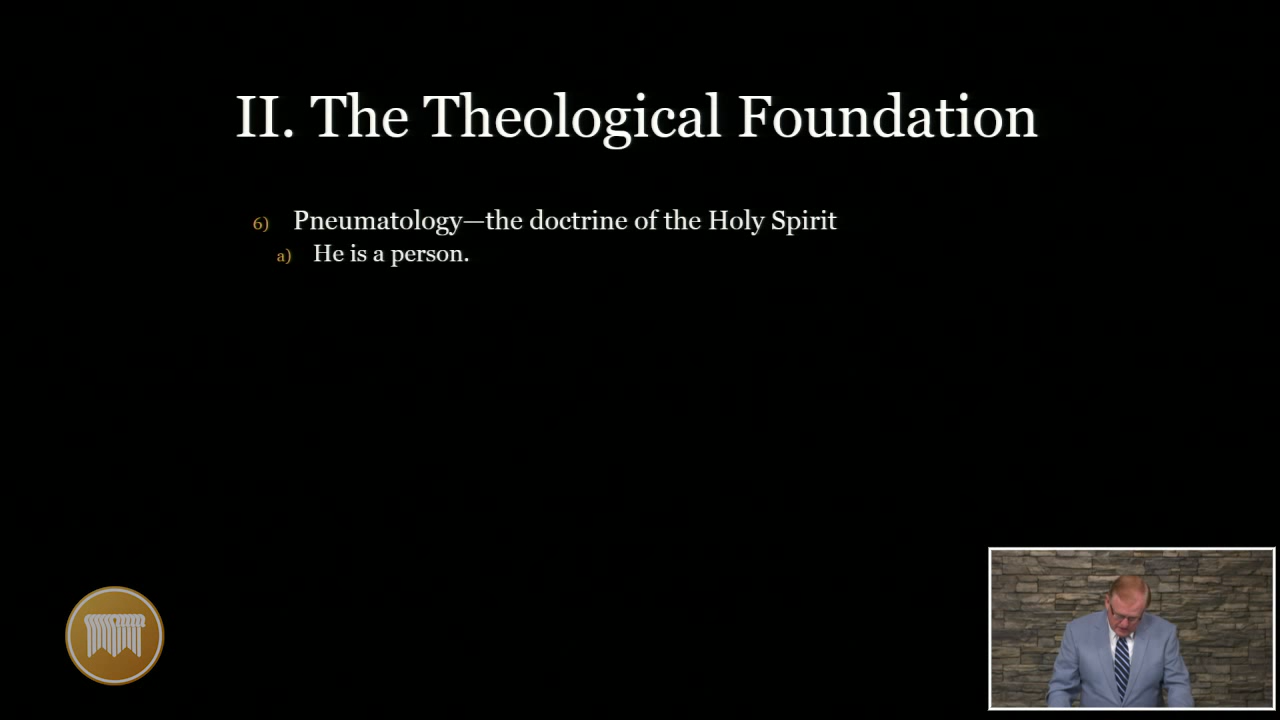 II. The Theological Foundation
6) Pneumatology—the doctrine of the Holy Spirit
a) He is a person.